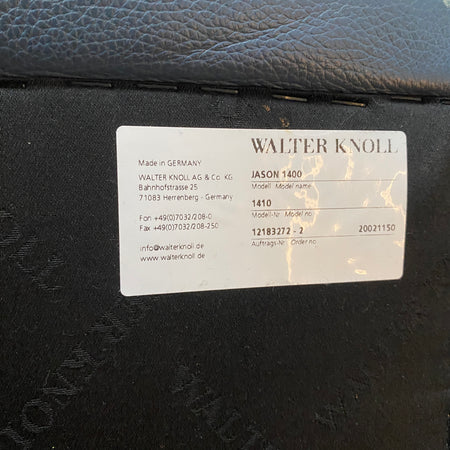 WALTER KNOLL
Made in GERMANY
WALTER KNOLL AG & Co. KG
Bahnhofstrasse 25
71083 Herrenberg - Germany
Fon +49(0)7032/208-0
Fax +49(0)7032/208-250
info@walterknoll.de
www.walterknoll.de
JASON 1400
Modell Model name
1410
Modell-Nr. Model no.
12183272 - 2 20021150
Auftrags-Nr. Order no.
WALTE